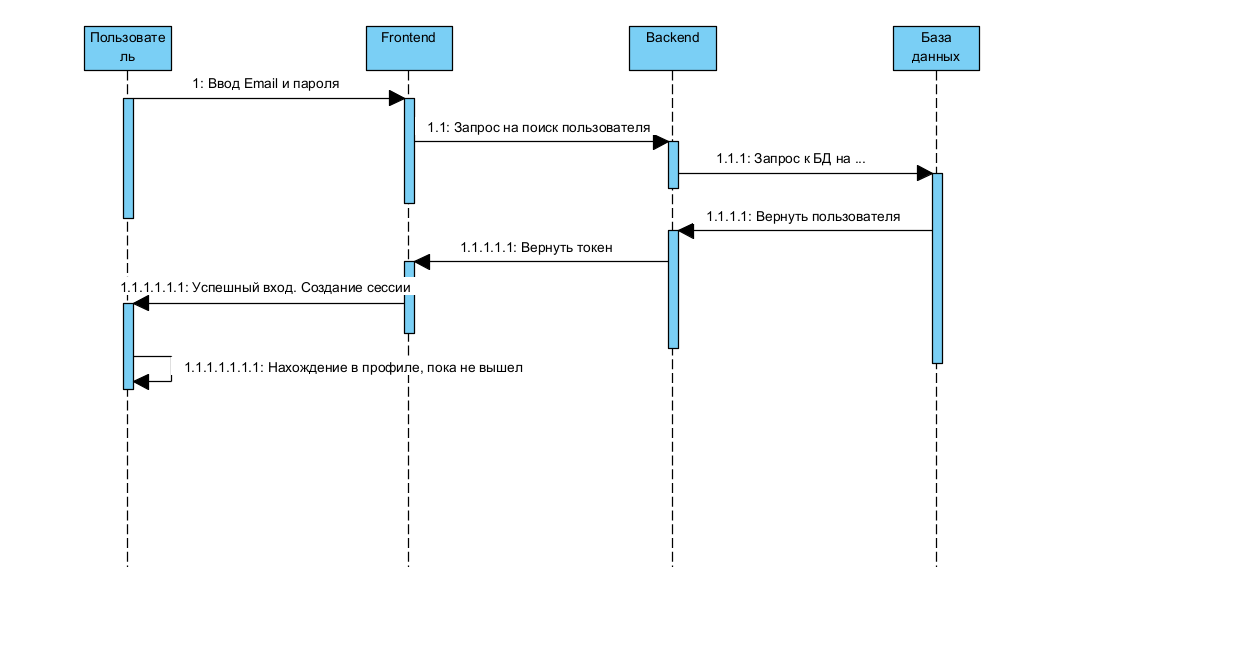 Пользовате
ль
Frontend
Backend
База
данных
1: Ввод Email и пароля
1.1: Запрос на поиск пользователя
1.1.1: Запрос к БД на ...
1.1.1.1: Вернуть пользователя
1.1.1.1.1: Вернуть токен
1.1.1.1.1.1: Успешный вход. Создание сессии
1.1.1.1.1.1.1: Нахождение в профиле, пока не вышел